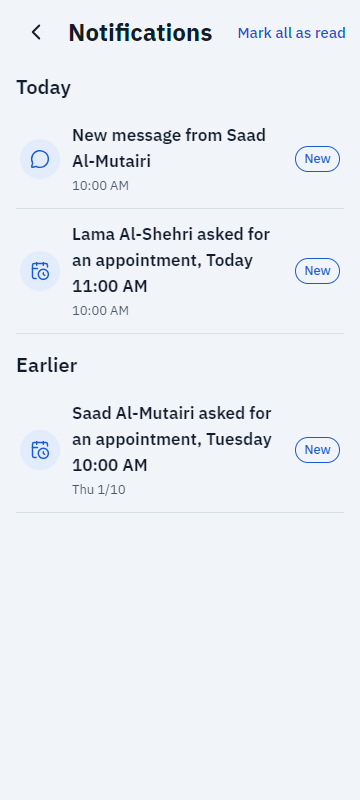 Notifications
Mark all as read
Today
New message from Saad
Al-Mutairi
10:00 AM
New
Lama Al-Shehri asked for
an appointment, Today
11:00 AM
10:00 AM
New
Earlier
Saad Al-Mutairi asked for
an appointment, Tuesday
10:00 AM
Thu 1/10
New